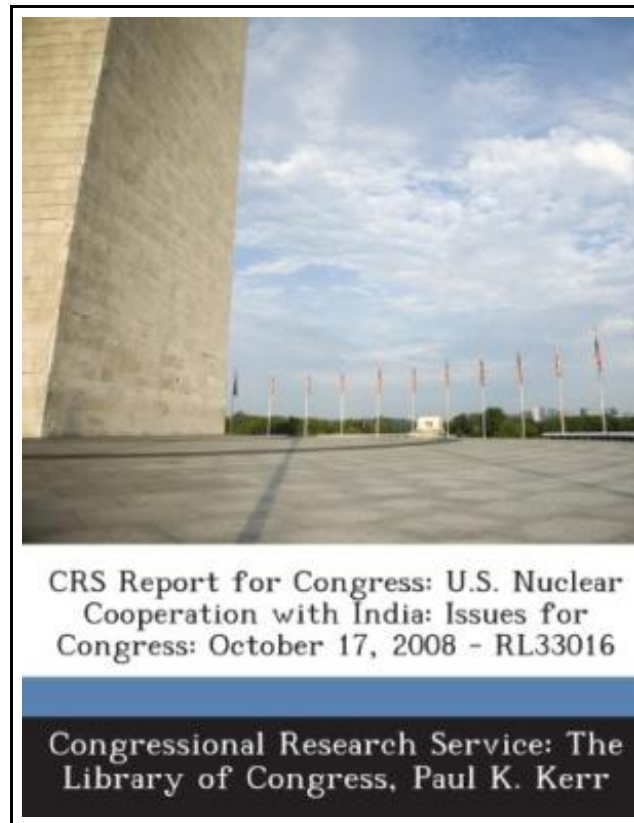 CRS Report for Congress: U.S. Nuclear
Cooperation with India: Issues for
Congress: October 17, 2008 - RL33016
Congressional Research Service: The
Library of Congress, Paul K. Kerr